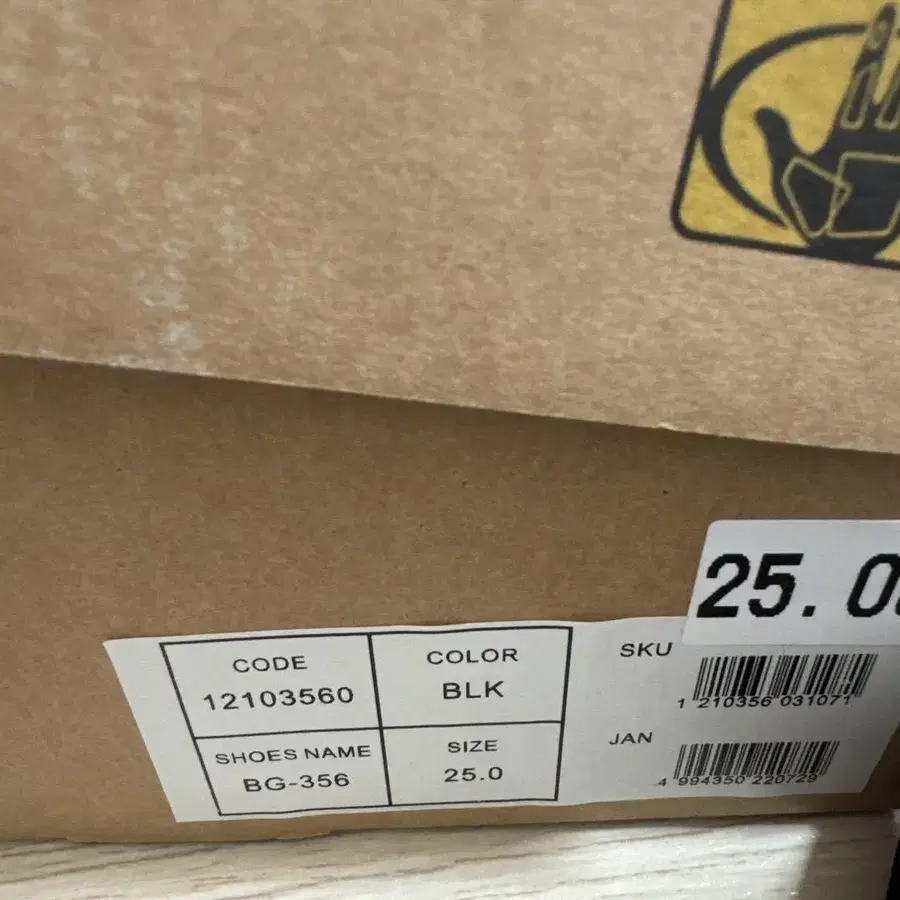 25.0
CODE
12103560
COLOR
BLK
SHOES NAME
BG-356
SIZE
25.0
SKU
1 210356 031071
JAN
4 994350 220729